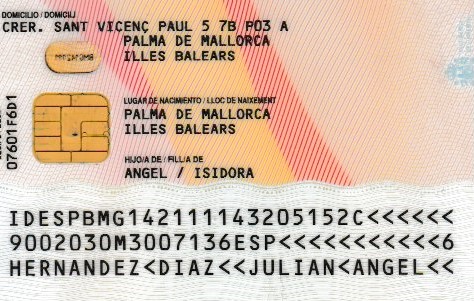 DOMICILIO / DOMICILI
CRER. SANT VICENÇ PAUL 5 7B P03 A
PALMA DE MALLORCA
ILLES BALEARS
LUGAR DE NACIMIENTO / LLOC DE NAIXEMENT
PALMA DE MALLORCA
ILLES BALEARS
HIJO/A DE / FILL/A DE
ANGEL / ISIDORA
07601F6D1
IDESPBMG142111143205152C<<<<<<
9002030M3007136ESP<<<<<<<<<<<6
HERNANDEZ<DIAZ<<JULIAN<ANGEL<<